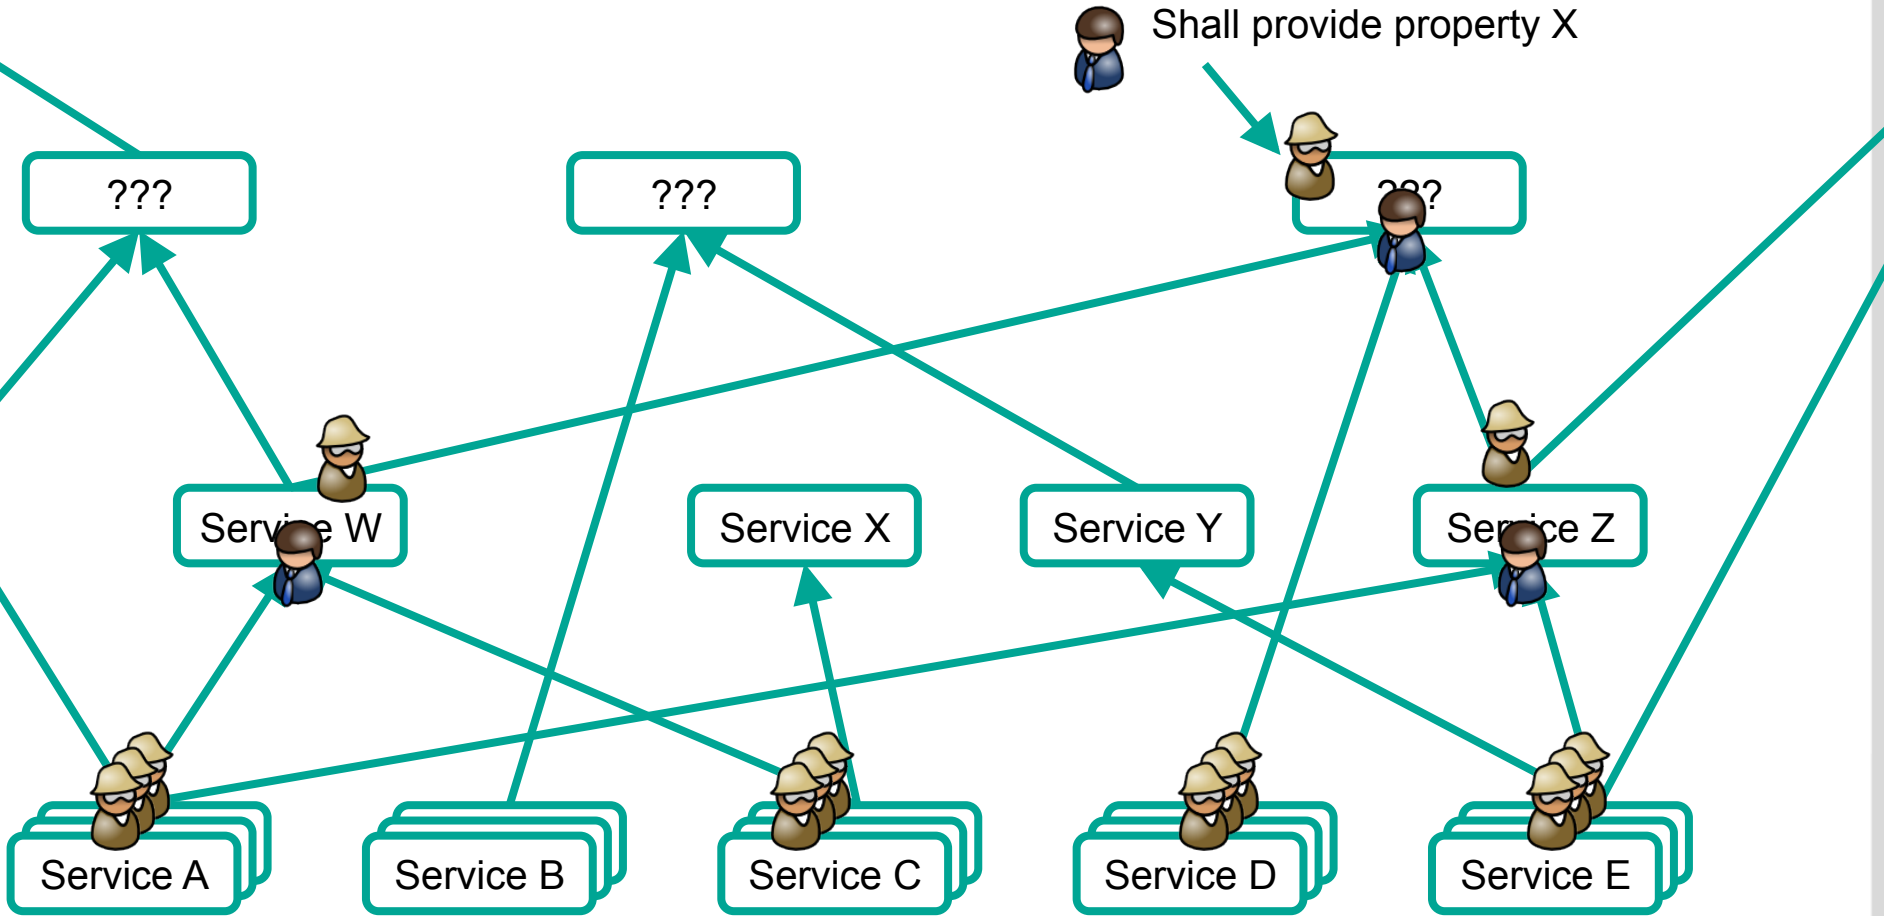 Shall provide property X
???
???
???
Service W
Service X
Service Y
Service Z
Service A
Service B
Service C
Service D
Service E